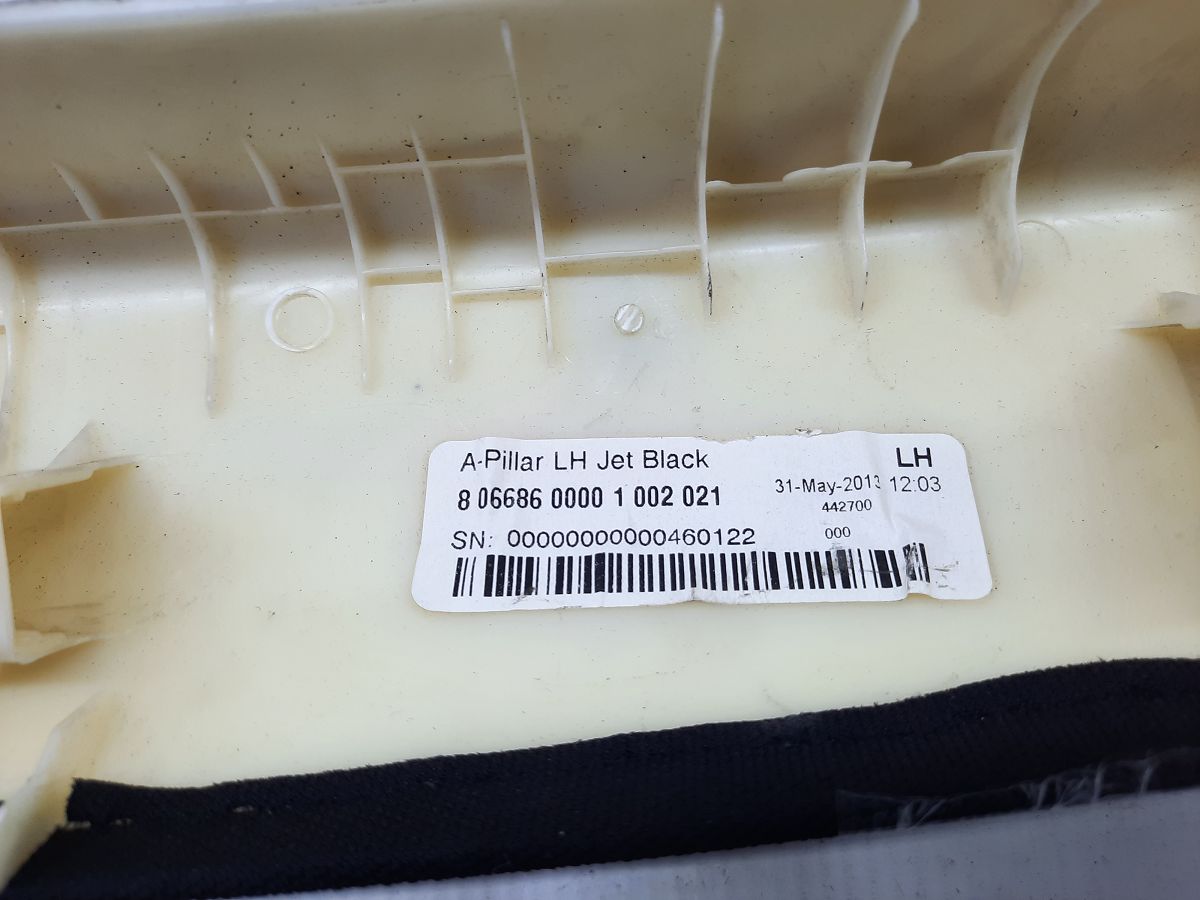 A-Pillar LH Jet Black
LH
8 06686 0000 1 002 021
31-May-2013 12:03
442700
SN: 00000000000460122
000